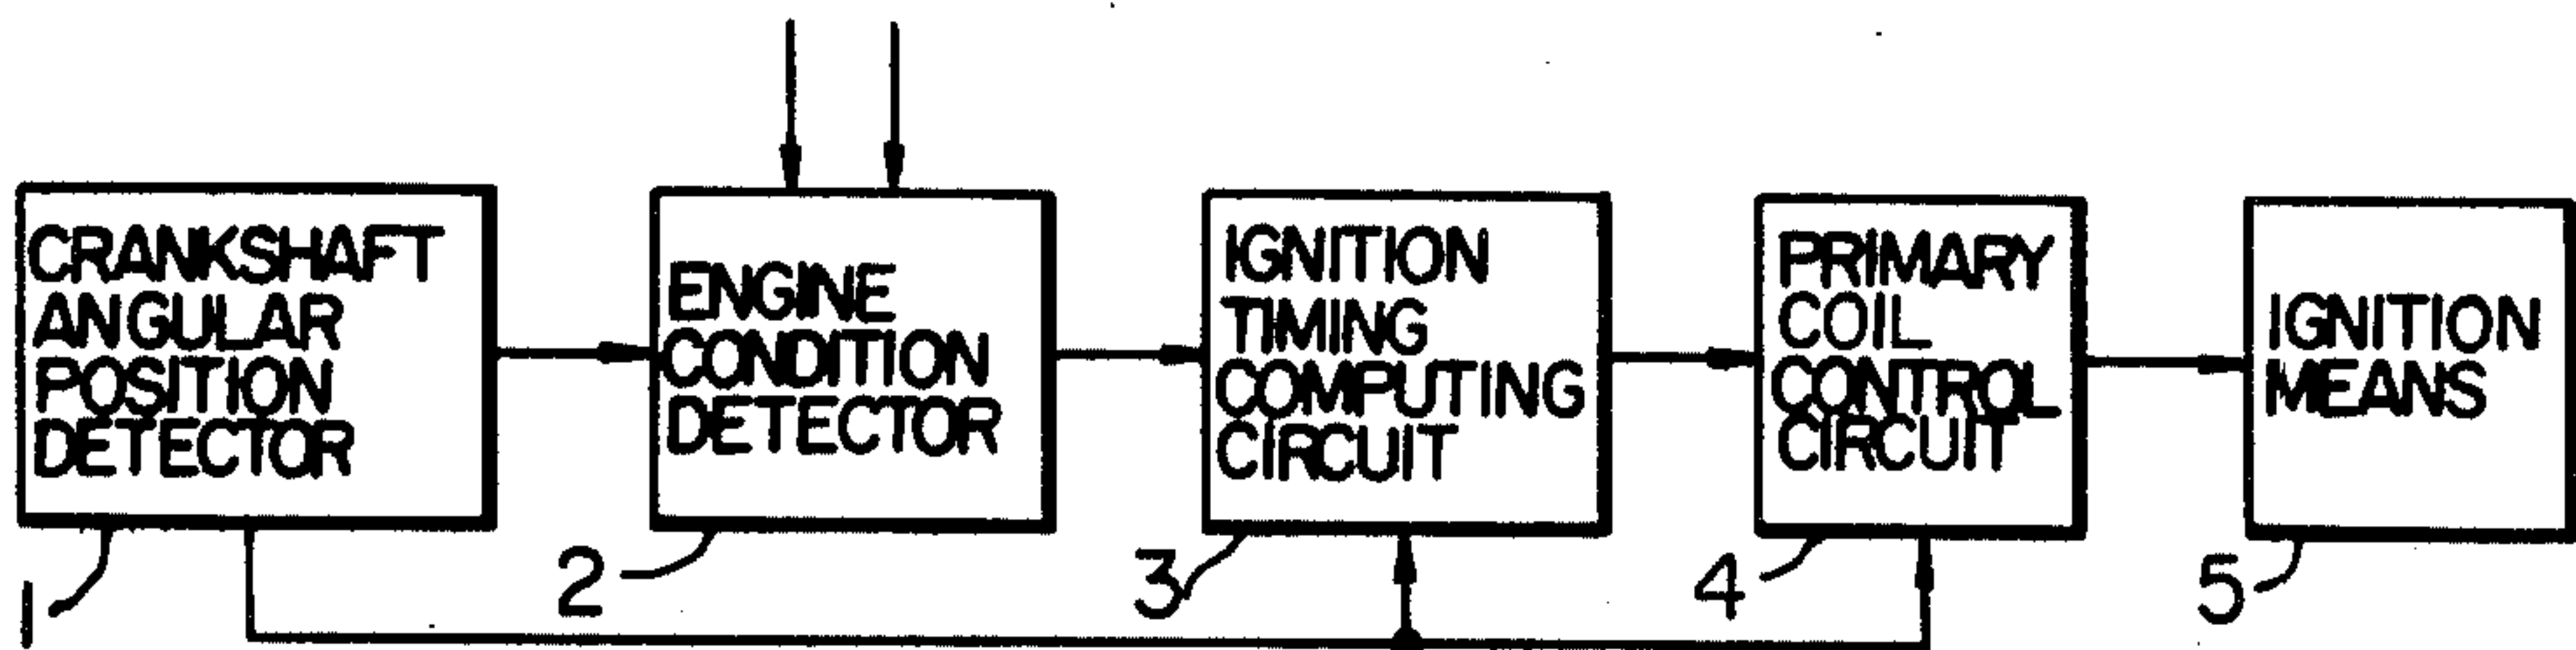 CRANKSHAFT
ANGULAR
POSITION
DETECTOR
ENGINE
CONDITION
DETECTOR
IGNITION
TIMING
COMPUTING
CIRCUIT
PRIMARY
COIL
CONTROL
CIRCUIT
IGNITION
MEANS
1
2
3
4
5